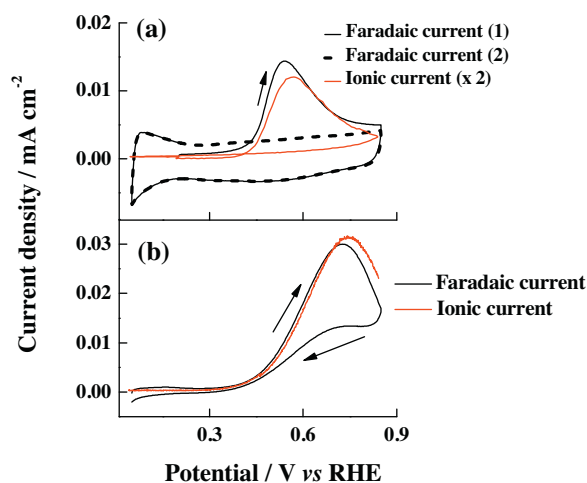 (a)
Faradaic current (1)
Faradaic current (2)
Ionic current (x 2)
0.02
0.01
0.00
(b)
Faradaic current
Ionic current
0.03
0.02
0.01
0.00
0.3
0.6
0.9
Current density / mA cm⁻²
Potential / V vs RHE